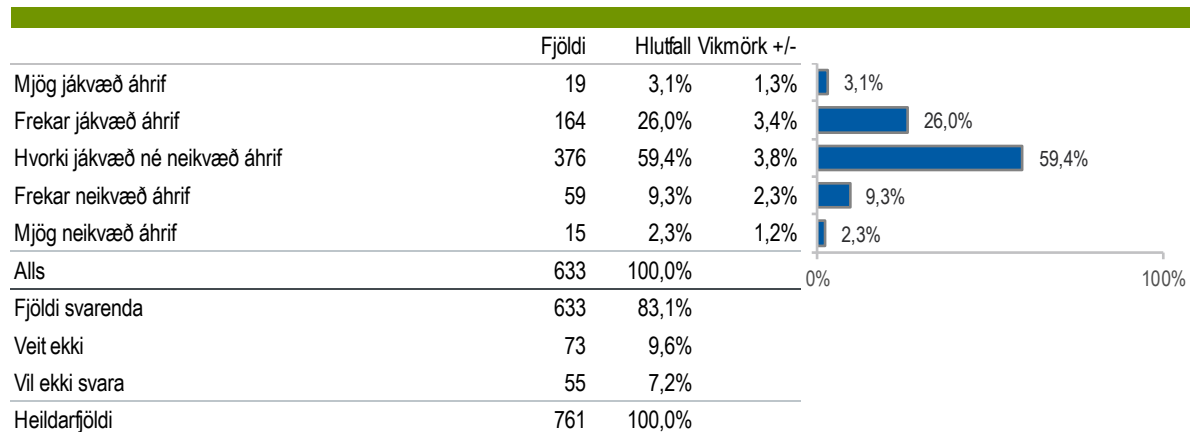 Fjöldi Hlutfall Vikmörk +/-
Mjög jákvæð áhrif 19 3,1% 1,3% 3,1%
Frekar jákvæð áhrif 164 26,0% 3,4% 26,0%
Hvorki jákvæð né neikvæð áhrif 376 59,4% 3,8% 59,4%
Frekar neikvæð áhrif 59 9,3% 2,3% 9,3%
Mjög neikvæð áhrif 15 2,3% 1,2% 2,3%
Alls 633 100,0% 0% 100%
Fjöldi svarenda 633 83,1%
Veit ekki 73 9,6%
Vil ekki svara 55 7,2%
Heildarfjöldi 761 100,0%